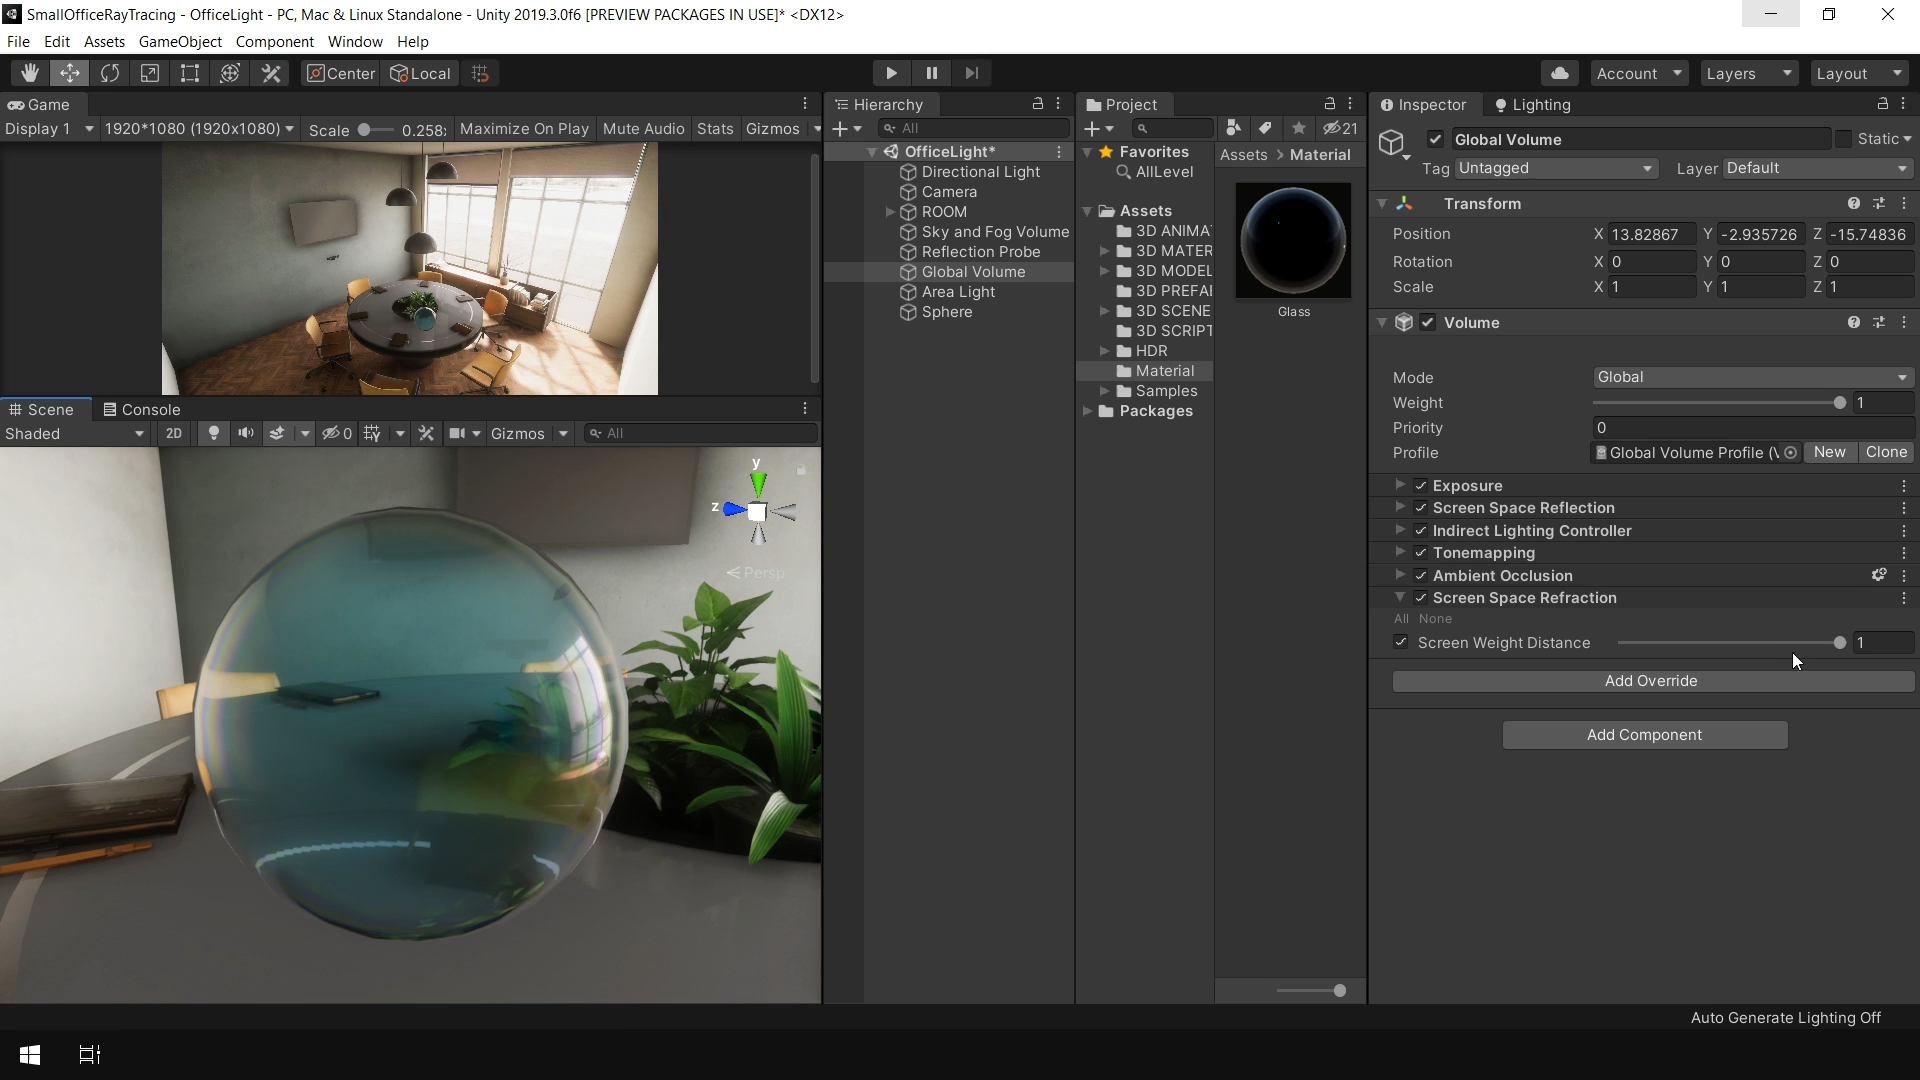 SmallOfficeRayTracing - OfficeLight - PC, Mac & Linux Standalone - Unity 2019.3.0f6 [PREVIEW PACKAGES IN USE]* <DX12>
File Edit Assets GameObject Component Window Help
Center Local Account Layers Layout
Game
Display 1 1920*1080 (1920x1080) Scale 0.258: Maximize On Play Mute Audio Stats Gizmos
Scene Console
Shaded 2D 0 Gizmos All
y
z
Persp
Hierarchy
All
OfficeLight*
Directional Light
Camera
ROOM
Sky and Fog Volume
Reflection Probe
Global Volume
Area Light
Sphere
Project
21
Favorites
AllLevel
Assets
3D ANIMA
3D MATER
3D MODEL
3D PREFA
3D SCENE
3D SCRIPT
HDR
Material
Samples
Packages
Assets > Material
Glass
Inspector Lighting
Global Volume Static
Tag Untagged Layer Default
Transform
Position X 13.82867 Y -2.935726 Z -15.74836
Rotation X 0 Y 0 Z 0
Scale X 1 Y 1 Z 1
Volume
Mode Global
Weight 1
Priority 0
Profile Global Volume Profile (\ New Clone
Exposure
Screen Space Reflection
Indirect Lighting Controller
Tonemapping
Ambient Occlusion
Screen Space Refraction
All None
Screen Weight Distance 1
Add Override
Add Component
Auto Generate Lighting Off